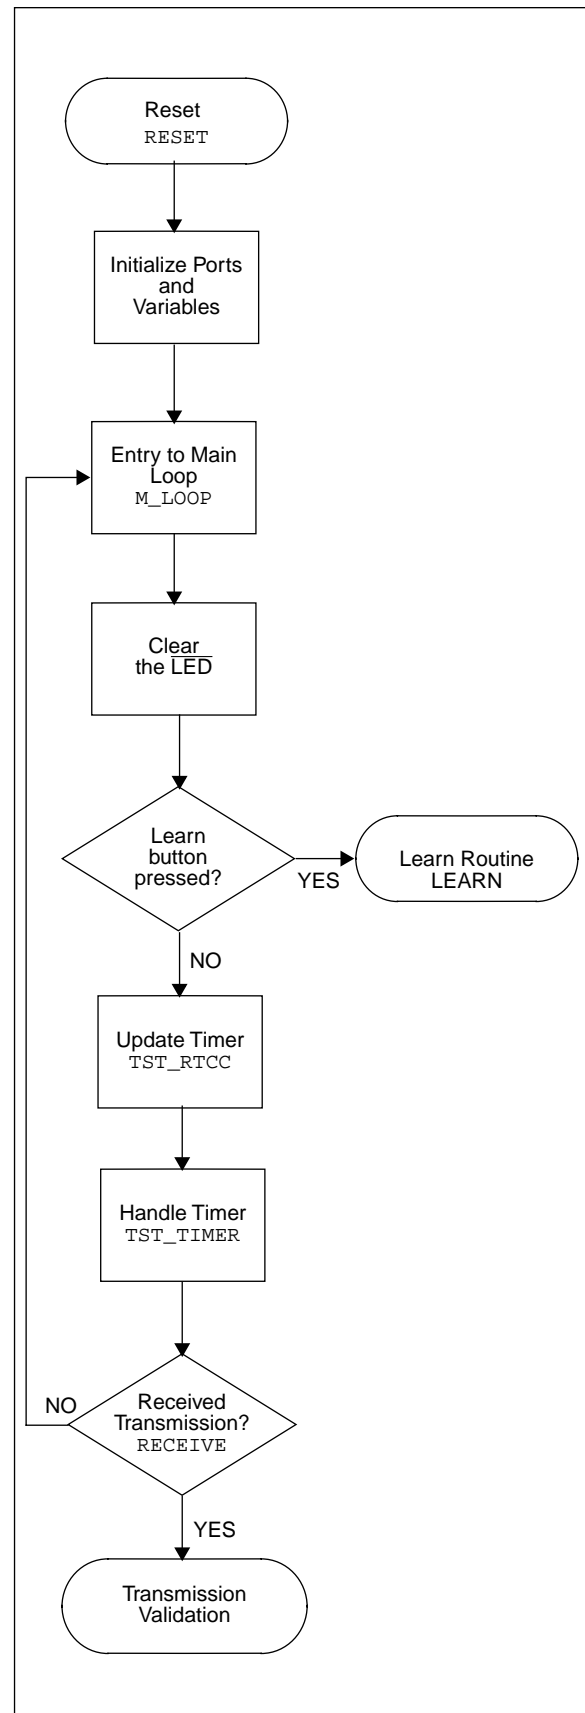 Reset
RESET
Initialize Ports
and
Variables
Entry to Main
Loop
M_LOOP
Clear
the L̅E̅D̅
Learn
button
pressed?
YES
Learn Routine
LEARN
NO
Update Timer
TST_RTCC
Handle Timer
TST_TIMER
NO
Received
Transmission?
RECEIVE
YES
Transmission
Validation